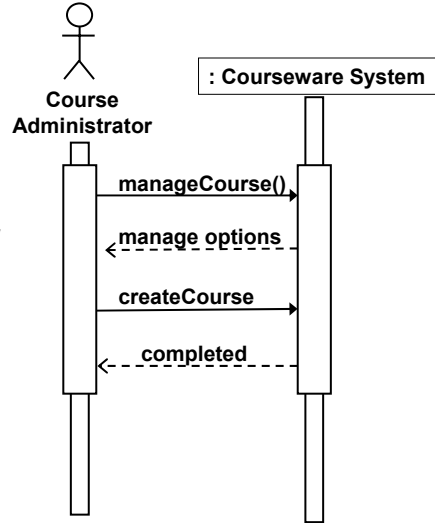 Course
Administrator
: Courseware System
manageCourse()
manage options
createCourse
completed